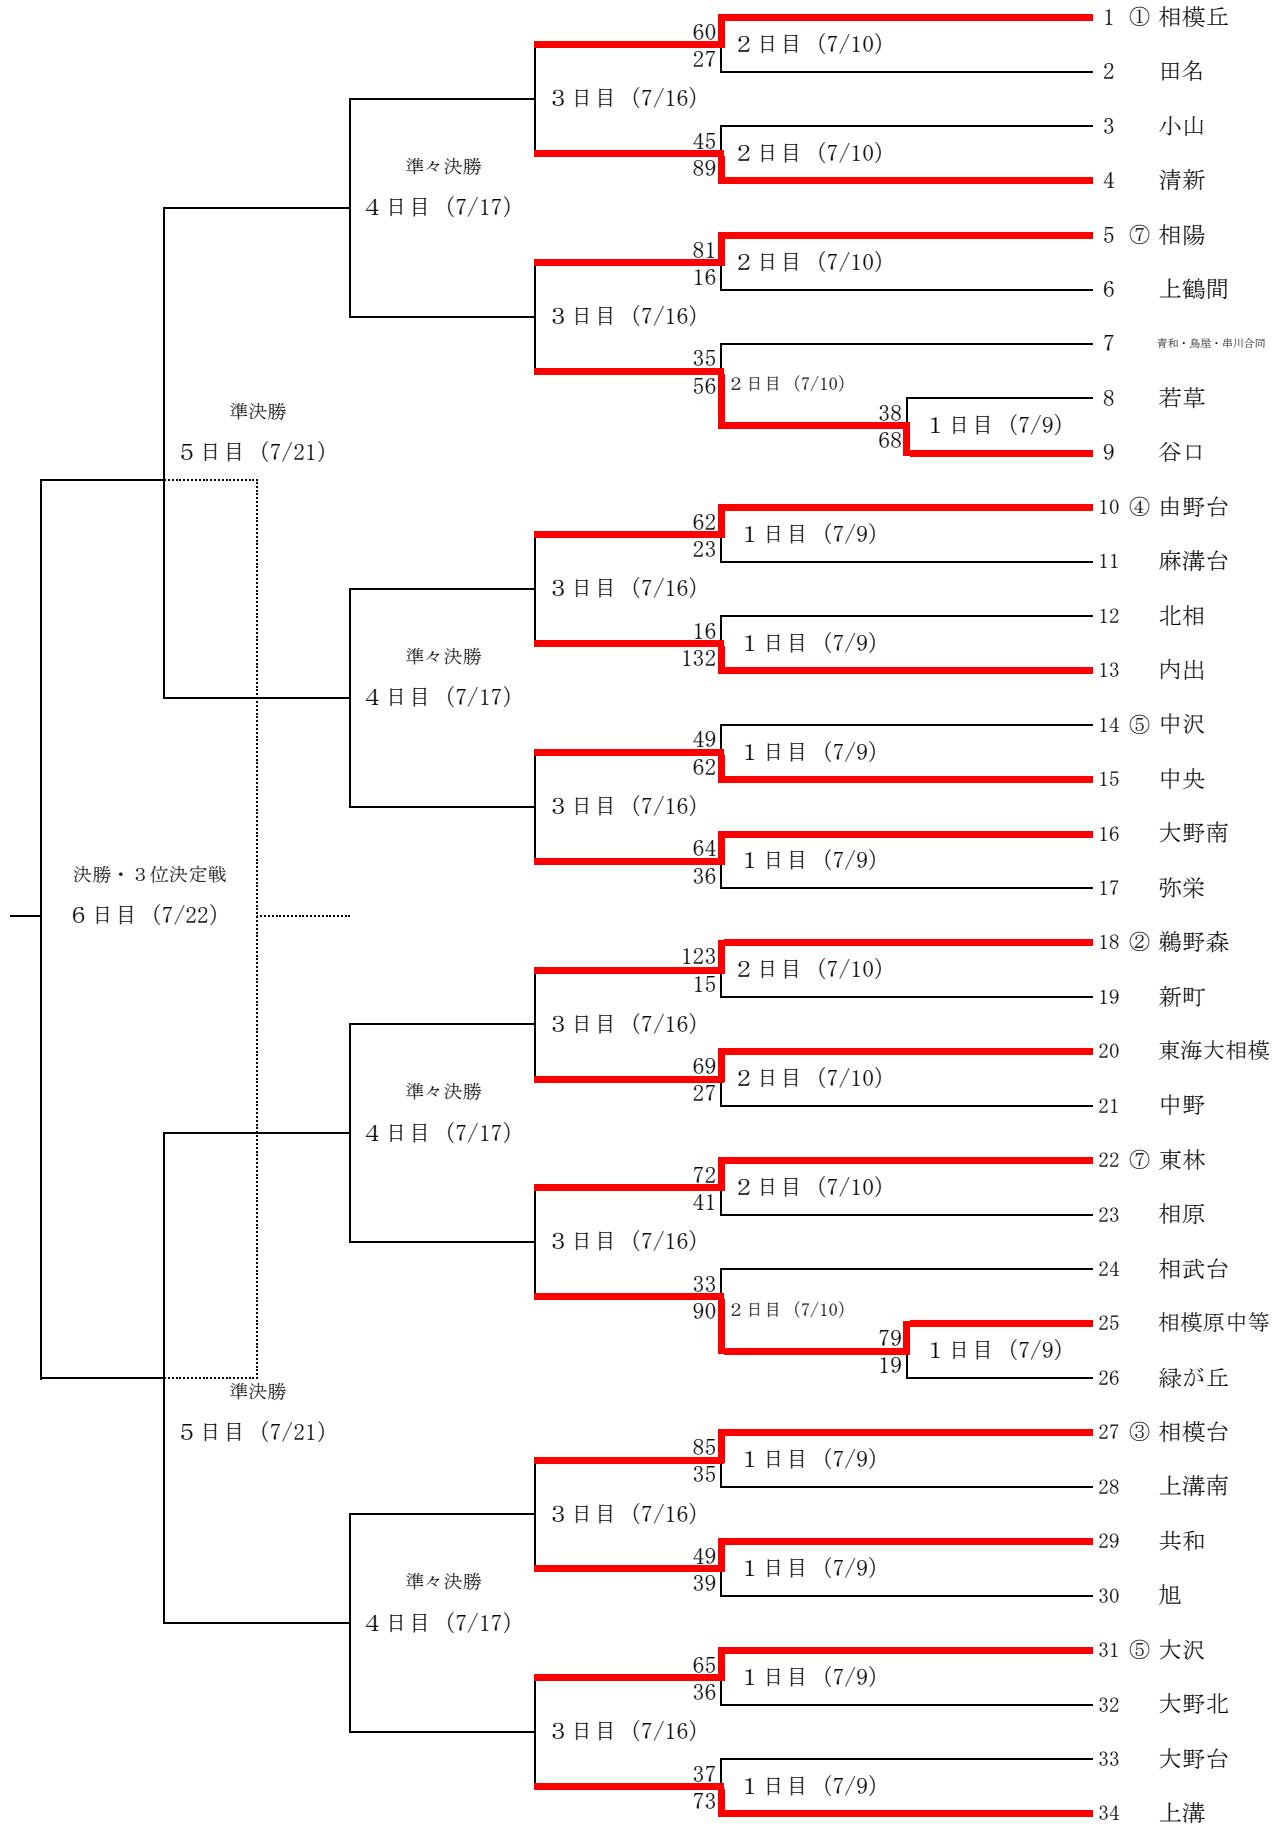 60
27
2日目（7/10）
1 ① 相模丘
2 田名
3日目（7/16）
45
89
2日目（7/10）
3 小山
4 清新
準々決勝
4日目（7/17）
81
16
2日目（7/10）
5 ⑦ 相陽
6 上鶴間
3日目（7/16）
35
56
2日目（7/10）
7 青和・鳥屋・串川合同
38
68
1日目（7/9）
8 若草
9 谷口
準決勝
5日目（7/21）
62
23
1日目（7/9）
10 ④ 由野台
11 麻溝台
3日目（7/16）
16
132
1日目（7/9）
12 北相
13 内出
準々決勝
4日目（7/17）
49
62
1日目（7/9）
14 ⑤ 中沢
15 中央
3日目（7/16）
64
36
1日目（7/9）
16 大野南
17 弥栄
決勝・3位決定戦
6日目（7/22）
123
15
2日目（7/10）
18 ② 鵜野森
19 新町
3日目（7/16）
69
27
2日目（7/10）
20 東海大相模
21 中野
準々決勝
4日目（7/17）
72
41
2日目（7/10）
22 ⑦ 東林
23 相原
3日目（7/16）
33
90
2日目（7/10）
24 相武台
79
19
1日目（7/9）
25 相模原中等
26 緑が丘
準決勝
5日目（7/21）
85
35
1日目（7/9）
27 ③ 相模台
28 上溝南
3日目（7/16）
49
39
1日目（7/9）
29 共和
30 旭
準々決勝
4日目（7/17）
65
36
1日目（7/9）
31 ⑤ 大沢
32 大野北
3日目（7/16）
37
73
1日目（7/9）
33 大野台
34 上溝